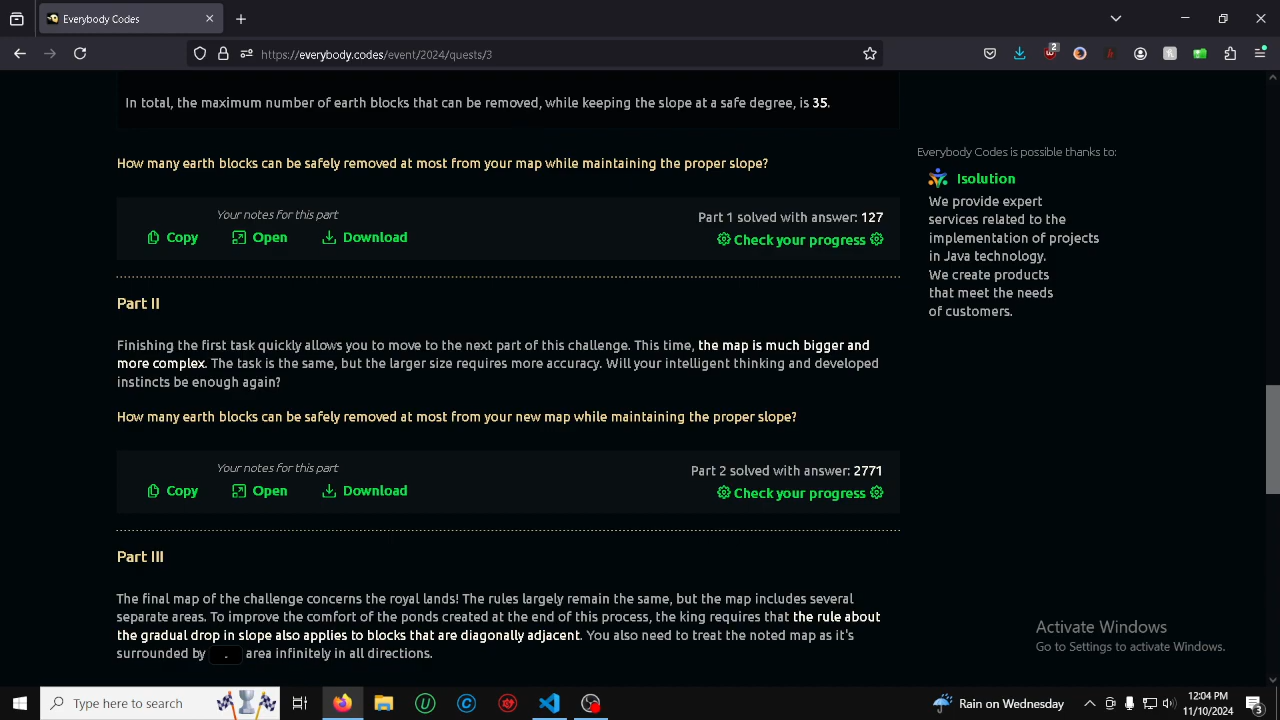 Everybody Codes
https://everybody.codes/event/2024/quests/3
2
In total, the maximum number of earth blocks that can be removed, while keeping the slope at a safe degree, is 35.
How many earth blocks can be safely removed at most from your map while maintaining the proper slope?
Your notes for this part
Copy Open Download
Part 1 solved with answer: 127
Check your progress
Part II
Finishing the first task quickly allows you to move to the next part of this challenge. This time, the map is much bigger and
more complex. The task is the same, but the larger size requires more accuracy. Will your intelligent thinking and developed
instincts be enough again?
How many earth blocks can be safely removed at most from your new map while maintaining the proper slope?
Your notes for this part
Copy Open Download
Part 2 solved with answer: 2771
Check your progress
Part III
The final map of the challenge concerns the royal lands! The rules largely remain the same, but the map includes several
separate areas. To improve the comfort of the ponds created at the end of this process, the king requires that the rule about
the gradual drop in slope also applies to blocks that are diagonally adjacent. You also need to treat the noted map as it's
surrounded by . area infinitely in all directions.
Everybody Codes is possible thanks to:
Isolution
We provide expert
services related to the
implementation of projects
in Java technology.
We create products
that meet the needs
of customers.
Activate Windows
Go to Settings to activate Windows.
Type here to search
Rain on Wednesday
12:04 PM
11/10/2024
3